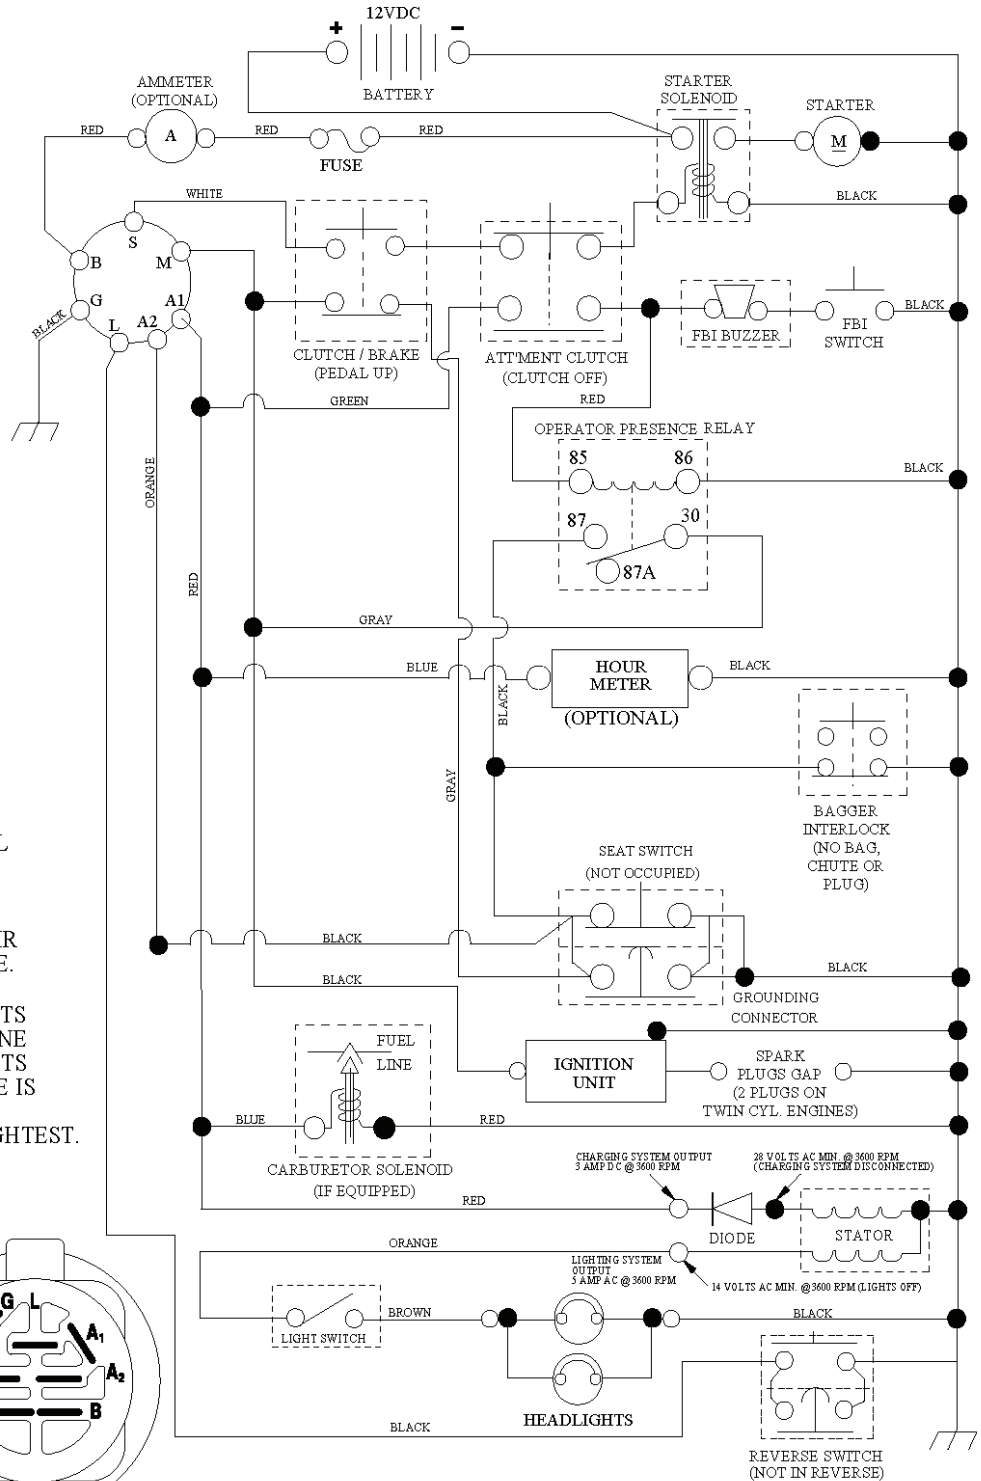 12VDC
+
−
BATTERY
AMMETER
(OPTIONAL)
STARTER
SOLENOID
STARTER
RED
A
RED
RED
M
FUSE
WHITE
BLACK
S
B
M
G
A1
L
A2
BLACK
CLUTCH / BRAKE
(PEDAL UP)
ATT'MENT CLUTCH
(CLUTCH OFF)
FBI BUZZER
FBI
SWITCH
BLACK
GREEN
RED
OPERATOR PRESENCE RELAY
85
86
BLACK
ORANGE
87
30
87A
RED
GRAY
BLUE
HOUR
METER
(OPTIONAL)
BLACK
BLACK
GRAY
BAGGER
INTERLOCK
(NO BAG,
CHUTE OR
PLUG)
L
SEAT SWITCH
(NOT OCCUPIED)
IR
E.
BLACK
BLACK
BLACK
GROUNDING
CONNECTOR
TS
NE
TS
E IS
GHTEST.
FUEL
LINE
IGNITION
UNIT
SPARK
PLUGS GAP
(2 PLUGS ON
TWIN CYL. ENGINES)
BLUE
RED
CARBURETOR SOLENOID
(IF EQUIPPED)
CHARGING SYSTEM OUTPUT
3 AMP DC @ 3600 RPM
28 VOLTS AC MIN. @ 3600 RPM
(CHARGING SYSTEM DISCONNECTED)
RED
DIODE
STATOR
ORANGE
LIGHTING SYSTEM
OUTPUT
5 AMP AC @ 3600 RPM
14 VOLTS AC MIN. @ 3600 RPM (LIGHTS OFF)
LIGHT SWITCH
BROWN
BLACK
G
L
A1
A2
B
HEADLIGHTS
BLACK
REVERSE SWITCH
(NOT IN REVERSE)